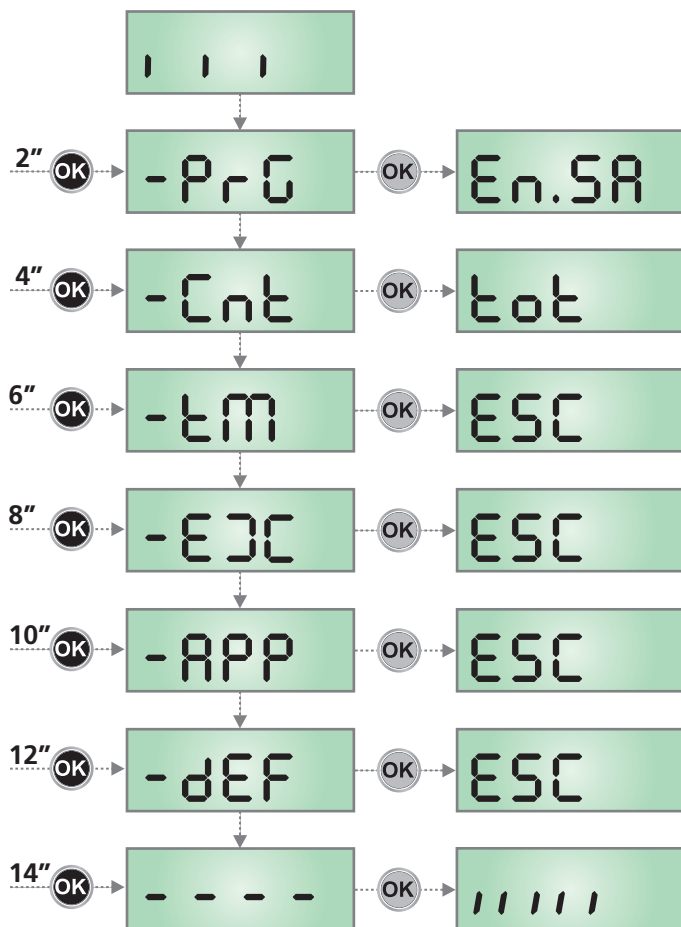 ı ı ı
2” OK -PrG OK En.SA
4” OK -Cnt OK tot
6” OK -tM OK ESC
8” OK -EJC OK ESC
10” OK -APP OK ESC
12” OK -dEF OK ESC
14” OK - - - - OK ı ı ı ı ı